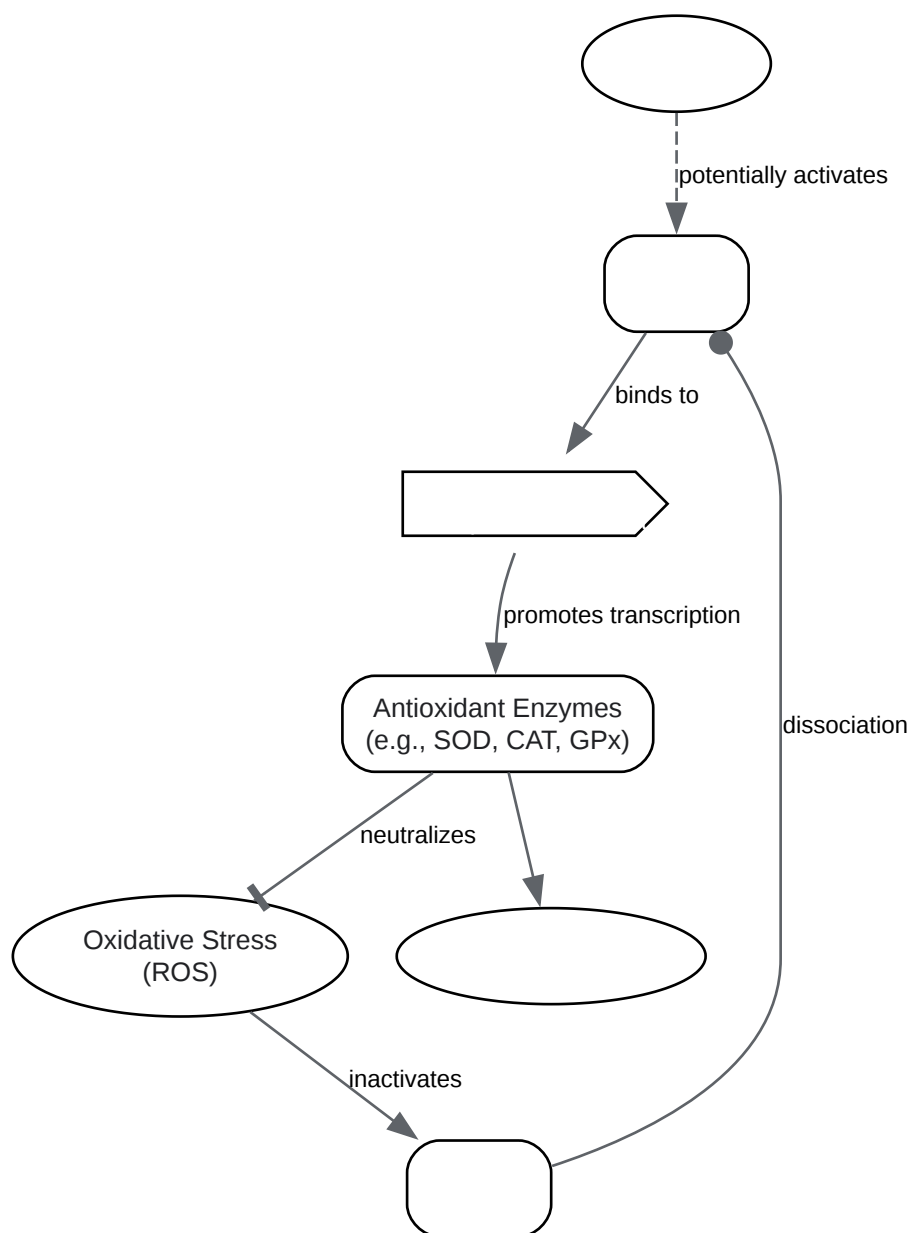 potentially activates
binds to
promotes transcription
Antioxidant Enzymes
(e.g., SOD, CAT, GPx)
dissociation
neutralizes
Oxidative Stress
(ROS)
inactivates